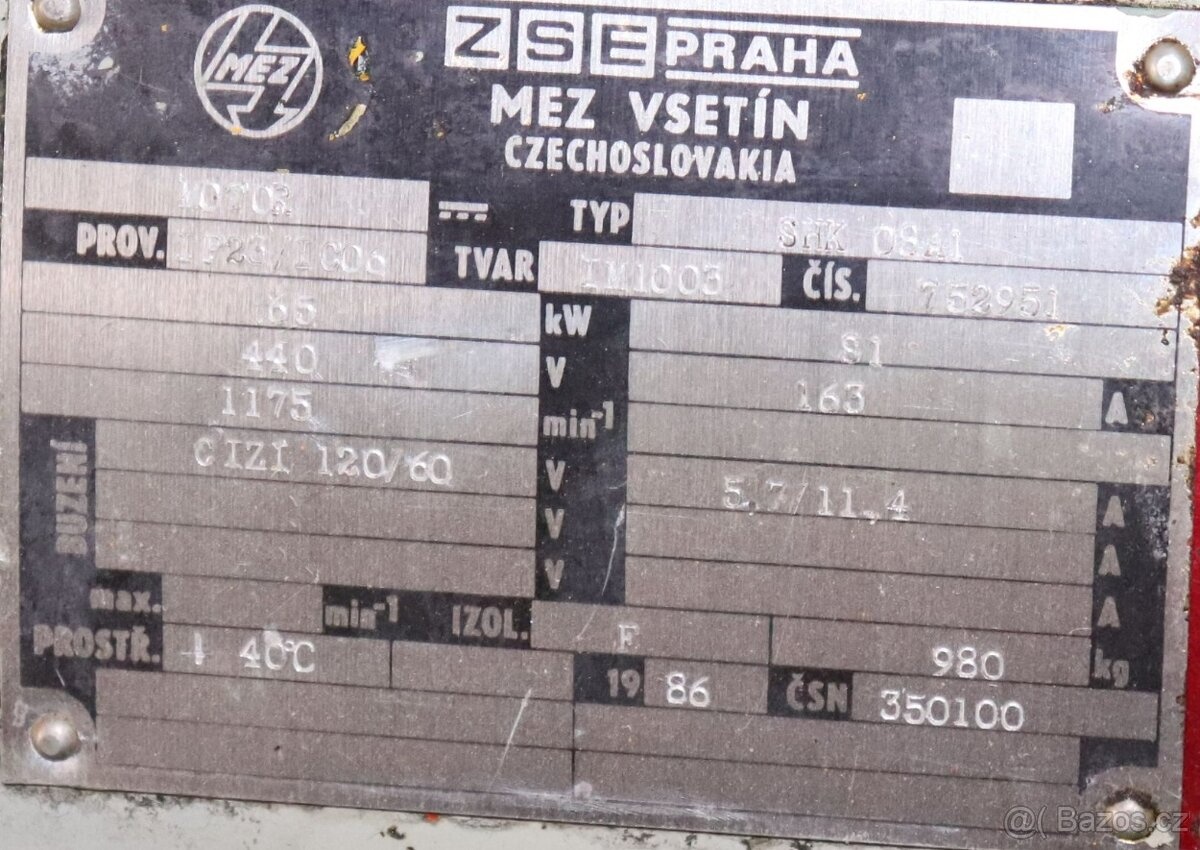 MEZ
ZSE PRAHA
MEZ VSETÍN
CZECHOSLOVAKIA
MOTOR TYP SHK 08A1
PROV. IP23/IC06 TVAR IM1003 ČÍS. 752951
65 kW S1
440 V 163 A
1175 min-1
BUZENÍ CIZI 120/60 V 5,7/11,4 A
V A
V A
max. min-1 IZOL. F 980 kg
PROSTŘ. + 40°C 19 86 ČSN 350100
@( Bazos.cz